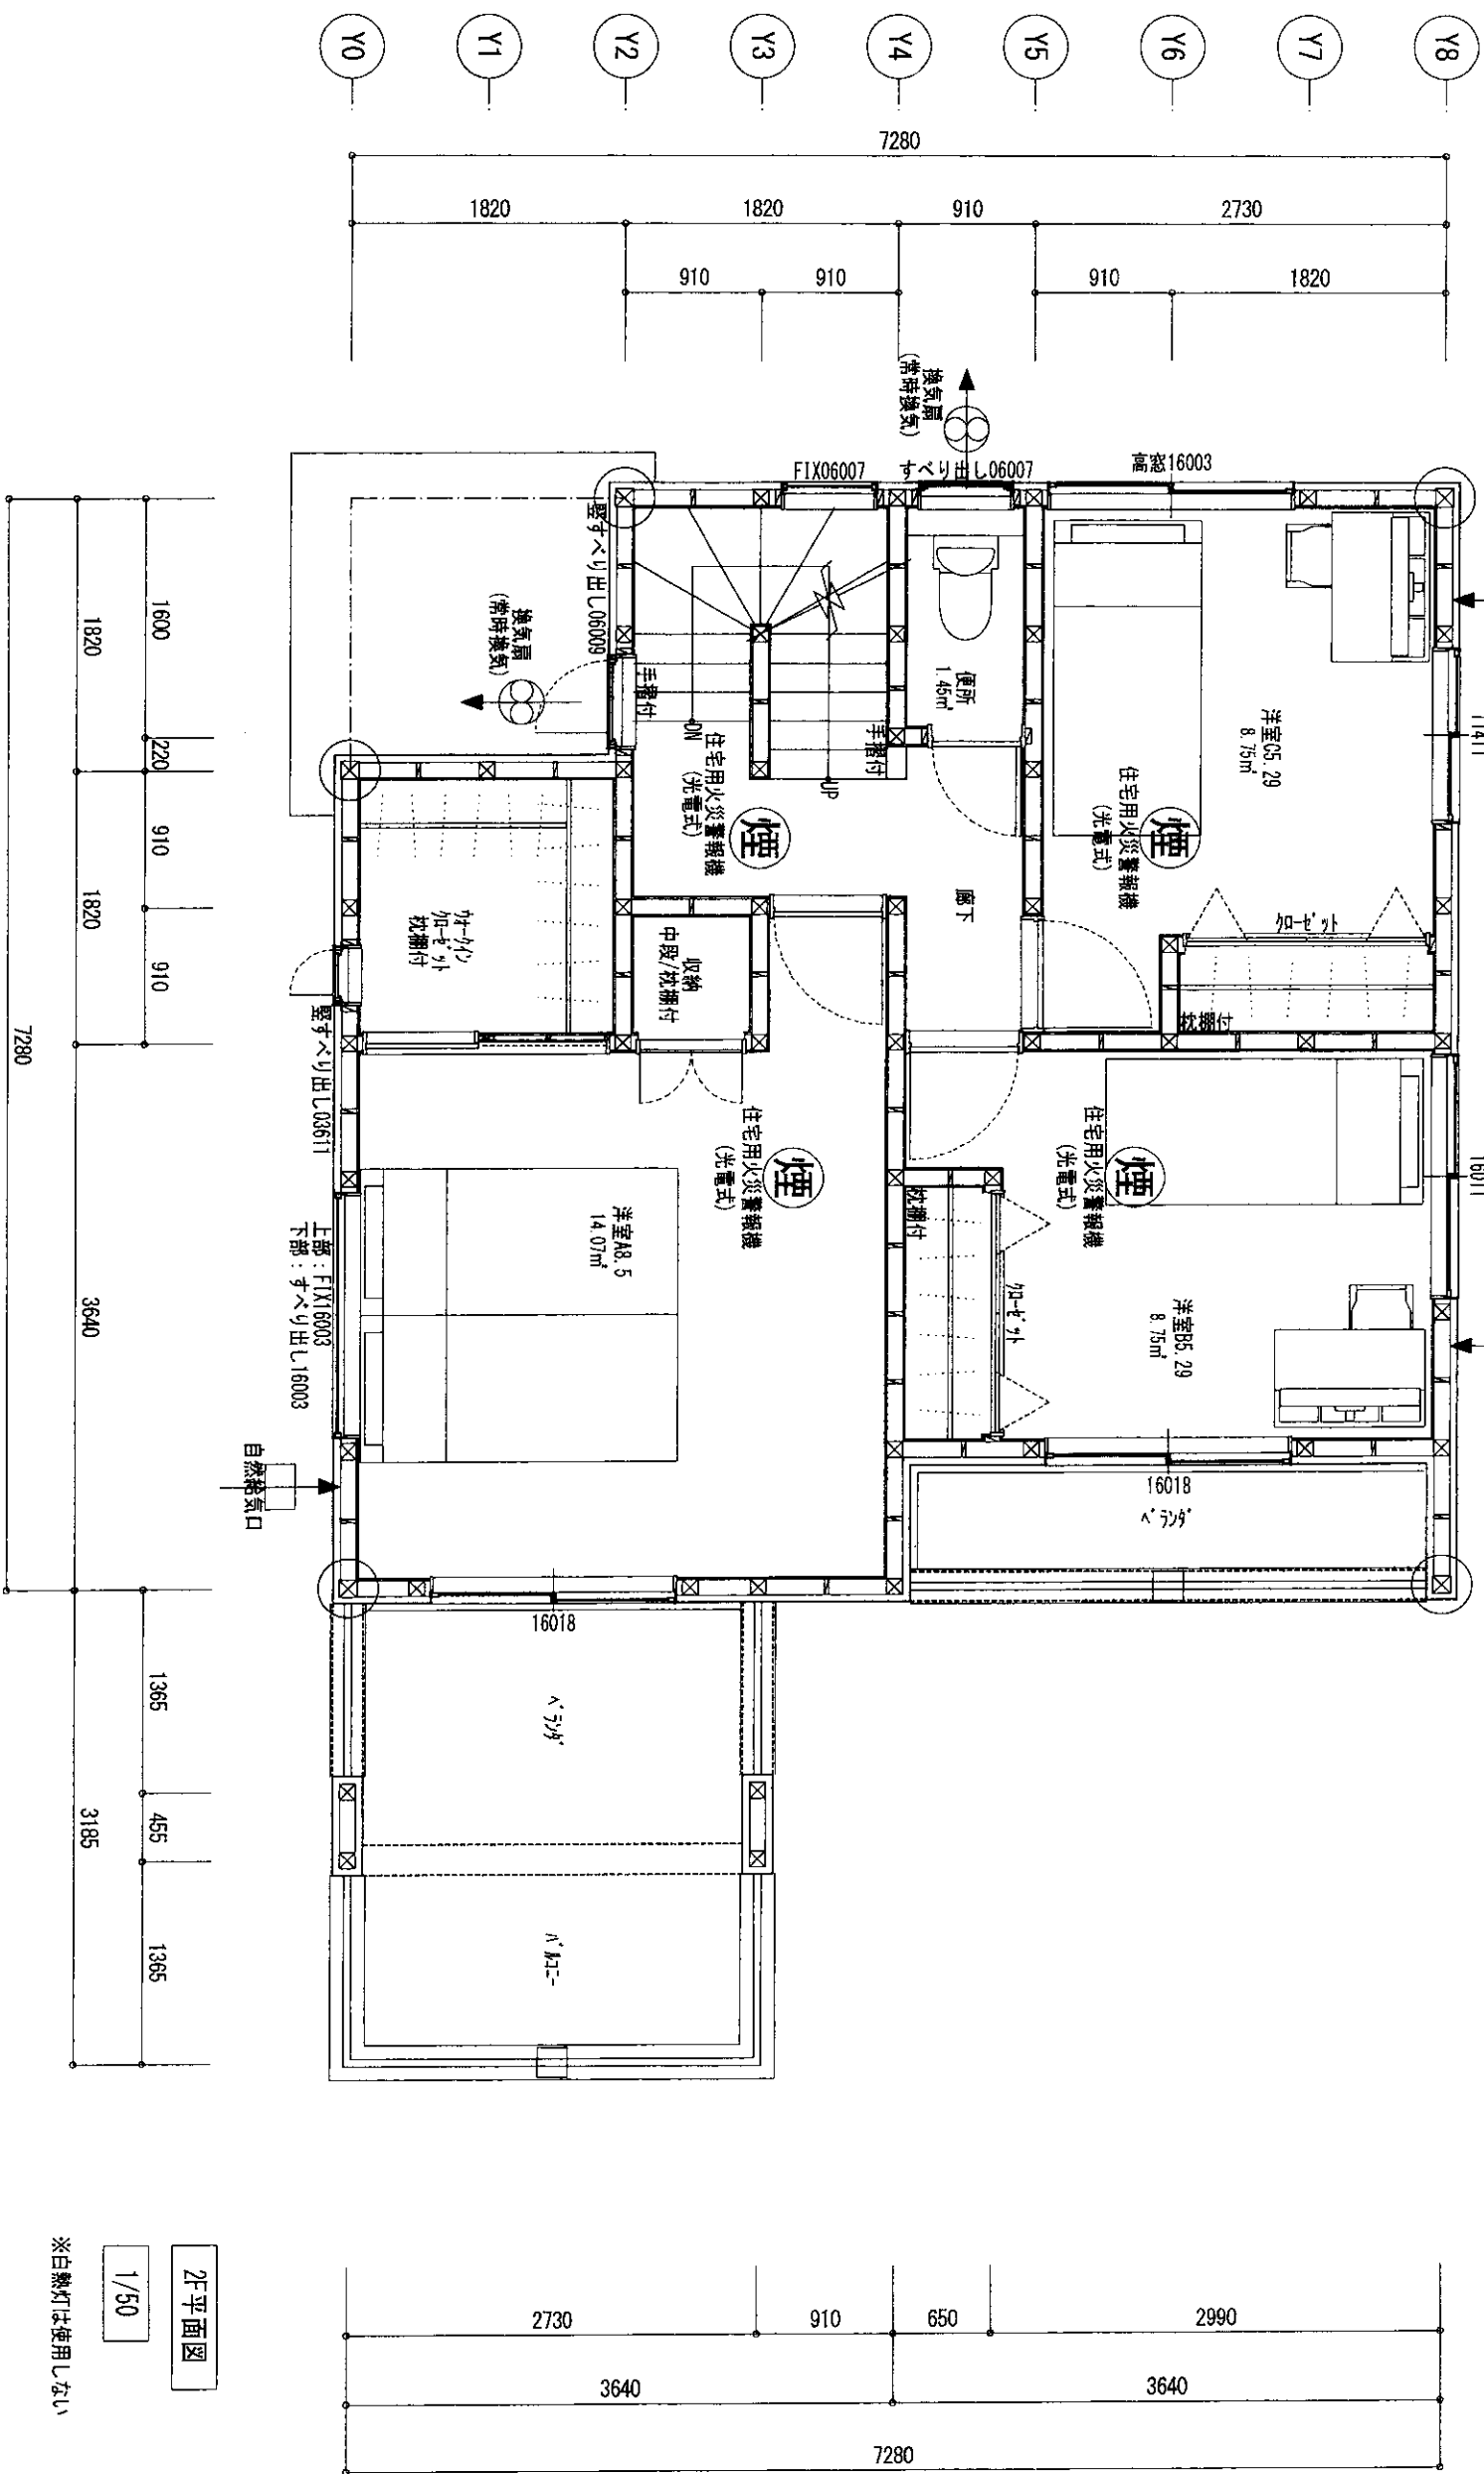 Y0
Y1
Y2
Y3
Y4
Y5
Y6
Y7
Y8
7280
1820
1820
910
2730
910
910
910
1820
換気扇
(常時換気)
FIX06007
すべり出し06007
高窓16003
竪すべり出し06009
換気扇
(常時換気)
手摺付
DN
UP
手摺付
便所
1.45㎡
洋室C5.29
8.75㎡
住宅用火災警報機
(光電式)
煙
住宅用火災警報機
(光電式)
煙
廊下
クローゼット
枕棚付
ウォークイン
クローゼット
枕棚付
収納
中段/枕棚付
竪すべり出し03611
住宅用火災警報機
(光電式)
煙
洋室A8.5
14.07㎡
住宅用火災警報機
(光電式)
煙
枕棚付
クローゼット
洋室B5.29
8.75㎡
16011
上部:FIX16003
下部:すべり出し16003
自然給気口
16018
ベランダ
16018
ベランダ
バルコニー
1600
220
910
910
1820
1820
3640
7280
1365
455
1365
3185
2730
910
650
2990
3640
3640
7280
2F平面図
1/50
※白熱灯は使用しない